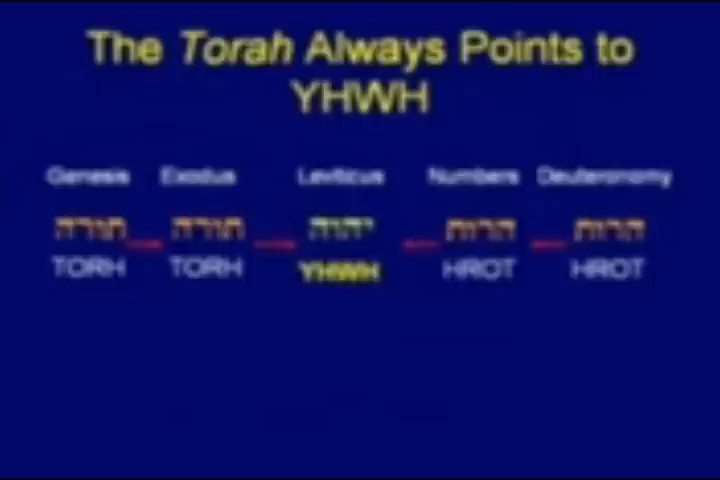 The Torah Always Points to
YHWH
Genesis Exodus Leviticus Numbers Deuteronomy
תורה תורה יהוה הרות הרות
TORH TORH YHWH HROT HROT